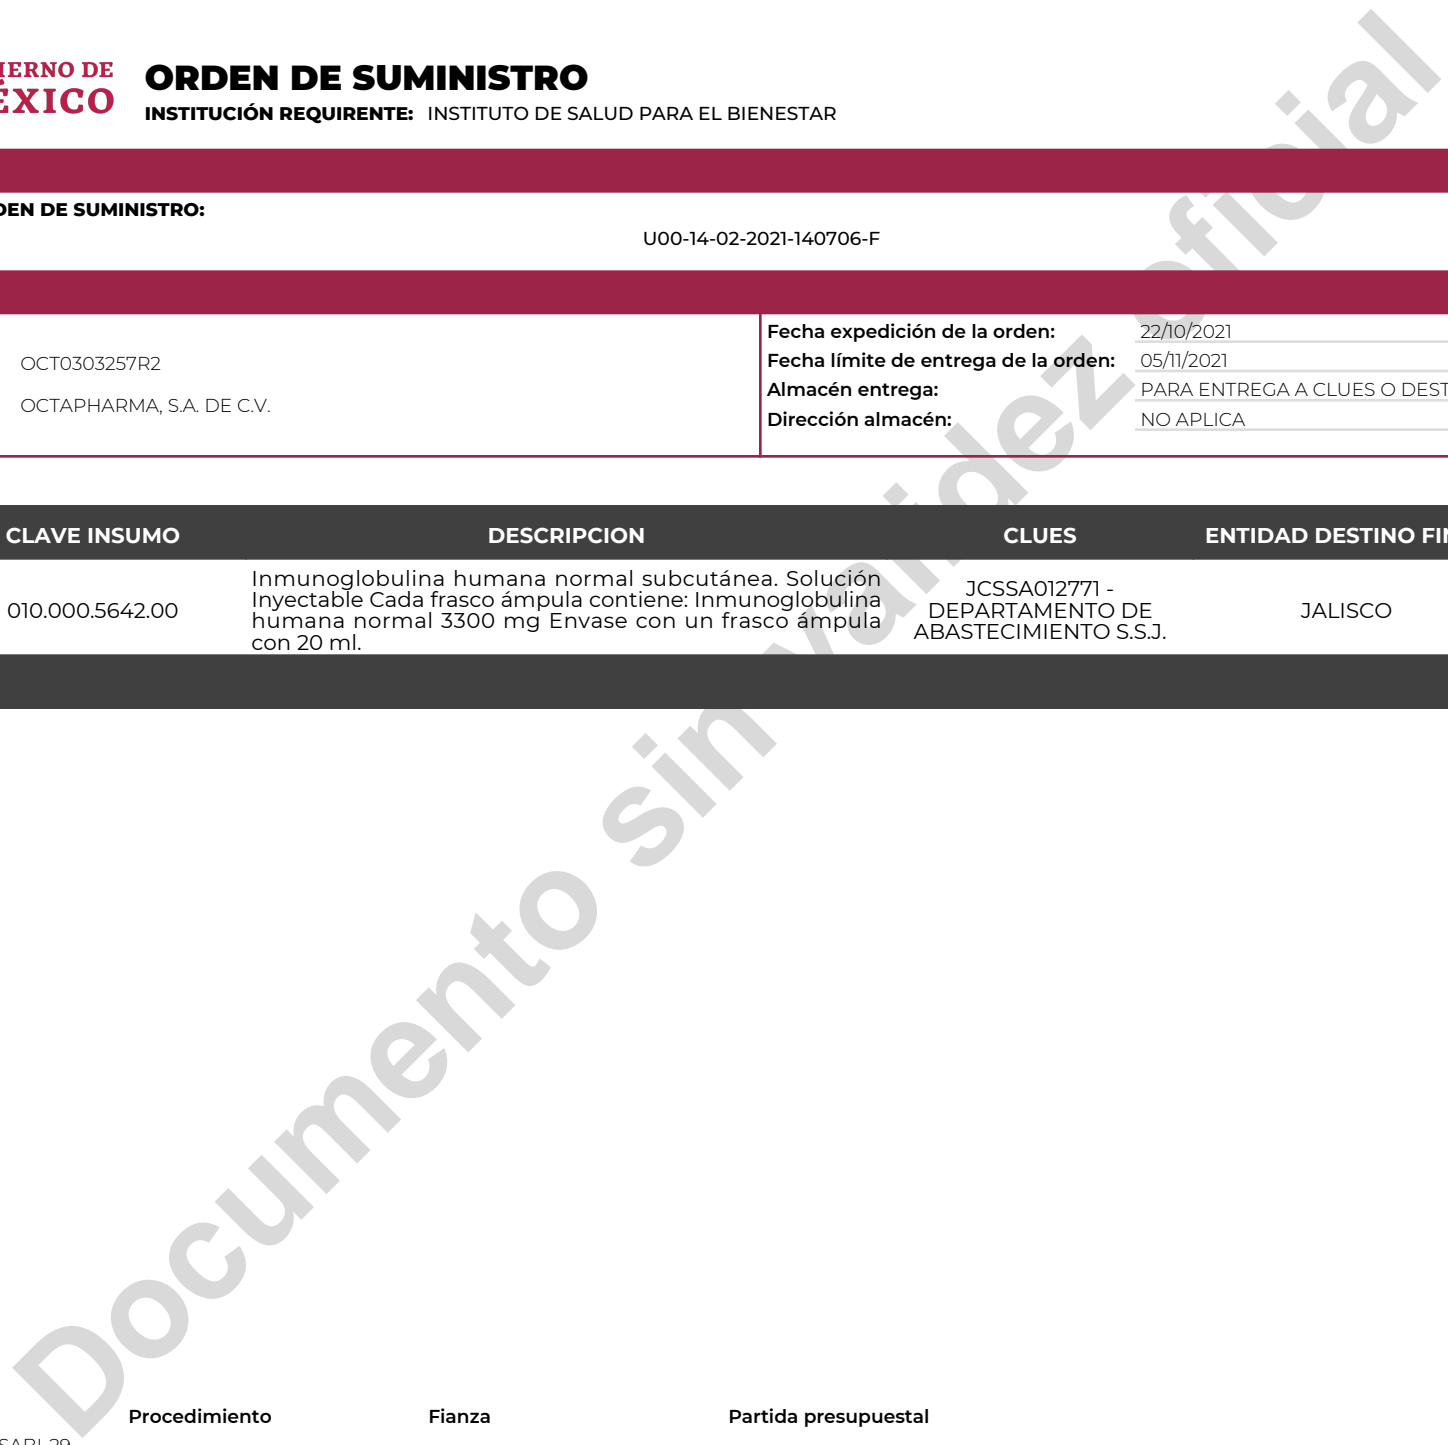 IERNO DE
ÉXICO
ORDEN DE SUMINISTRO
INSTITUCIÓN REQUIRENTE: INSTITUTO DE SALUD PARA EL BIENESTAR
DEN DE SUMINISTRO:
U00-14-02-2021-140706-F
OCT0303257R2
OCTAPHARMA, S.A. DE C.V.
Fecha expedición de la orden: 22/10/2021
Fecha límite de entrega de la orden: 05/11/2021
Almacén entrega: PARA ENTREGA A CLUES O DEST
Dirección almacén: NO APLICA
CLAVE INSUMO DESCRIPCION CLUES ENTIDAD DESTINO FIN
010.000.5642.00
Inmunoglobulina humana normal subcutánea. Solución
Inyectable Cada frasco ámpula contiene: Inmunoglobulina
humana normal 3300 mg Envase con un frasco ámpula
con 20 ml.
JCSSA012771 -
DEPARTAMENTO DE
ABASTECIMIENTO S.S.J.
JALISCO
Documento sin validez oficial
Procedimiento Fianza Partida presupuestal
SABI-29